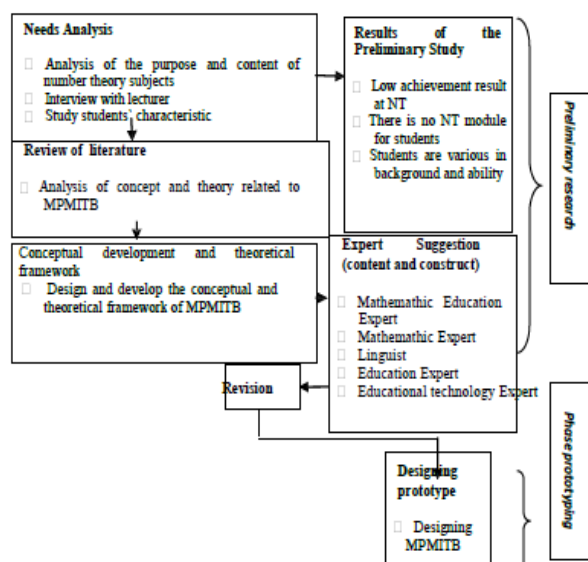 Needs Analysis
Analysis of the purpose and content of
number theory subjects
Interview with lecturer
Study students` characteristic
Results of the
Preliminary Study
Low achievement result
at NT
There is no NT module
for students
Students are various in
background and ability
Preliminary research
Review of literature
Analysis of concept and theory related to
MPMITB
Conceptual development and theoretical
framework
Design and develop the conceptual and
theoretical framework of MPMITB
Expert Suggestion
(content and construct)
Mathematic Education
Expert
Mathematic Expert
Linguist
Education Expert
Educational technology Expert
Revision
Phase prototyping
Designing
prototype
Designing
MPMITB